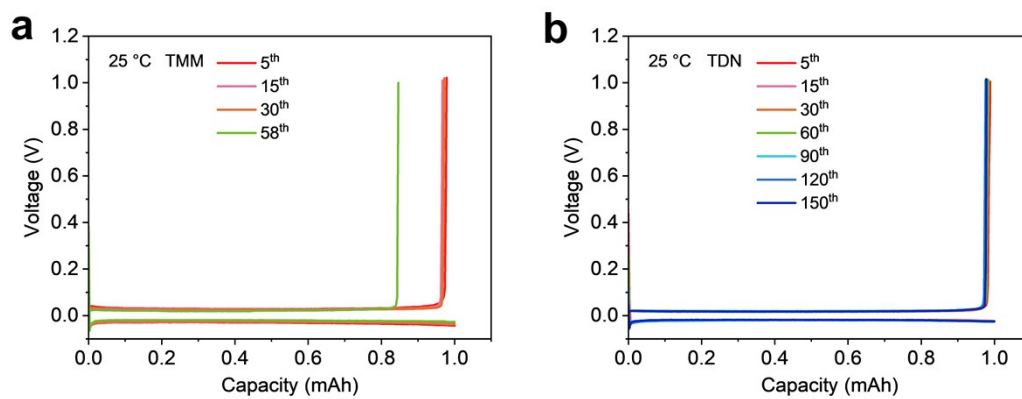 a
25 °C TMM
5th
15th
30th
58th
1.2
1.0
0.8
0.6
0.4
0.2
0.0
Voltage (V)
0.0 0.2 0.4 0.6 0.8 1.0
Capacity (mAh)
b
25 °C TDN
5th
15th
30th
60th
90th
120th
150th
1.2
1.0
0.8
0.6
0.4
0.2
0.0
Voltage (V)
0.0 0.2 0.4 0.6 0.8 1.0
Capacity (mAh)